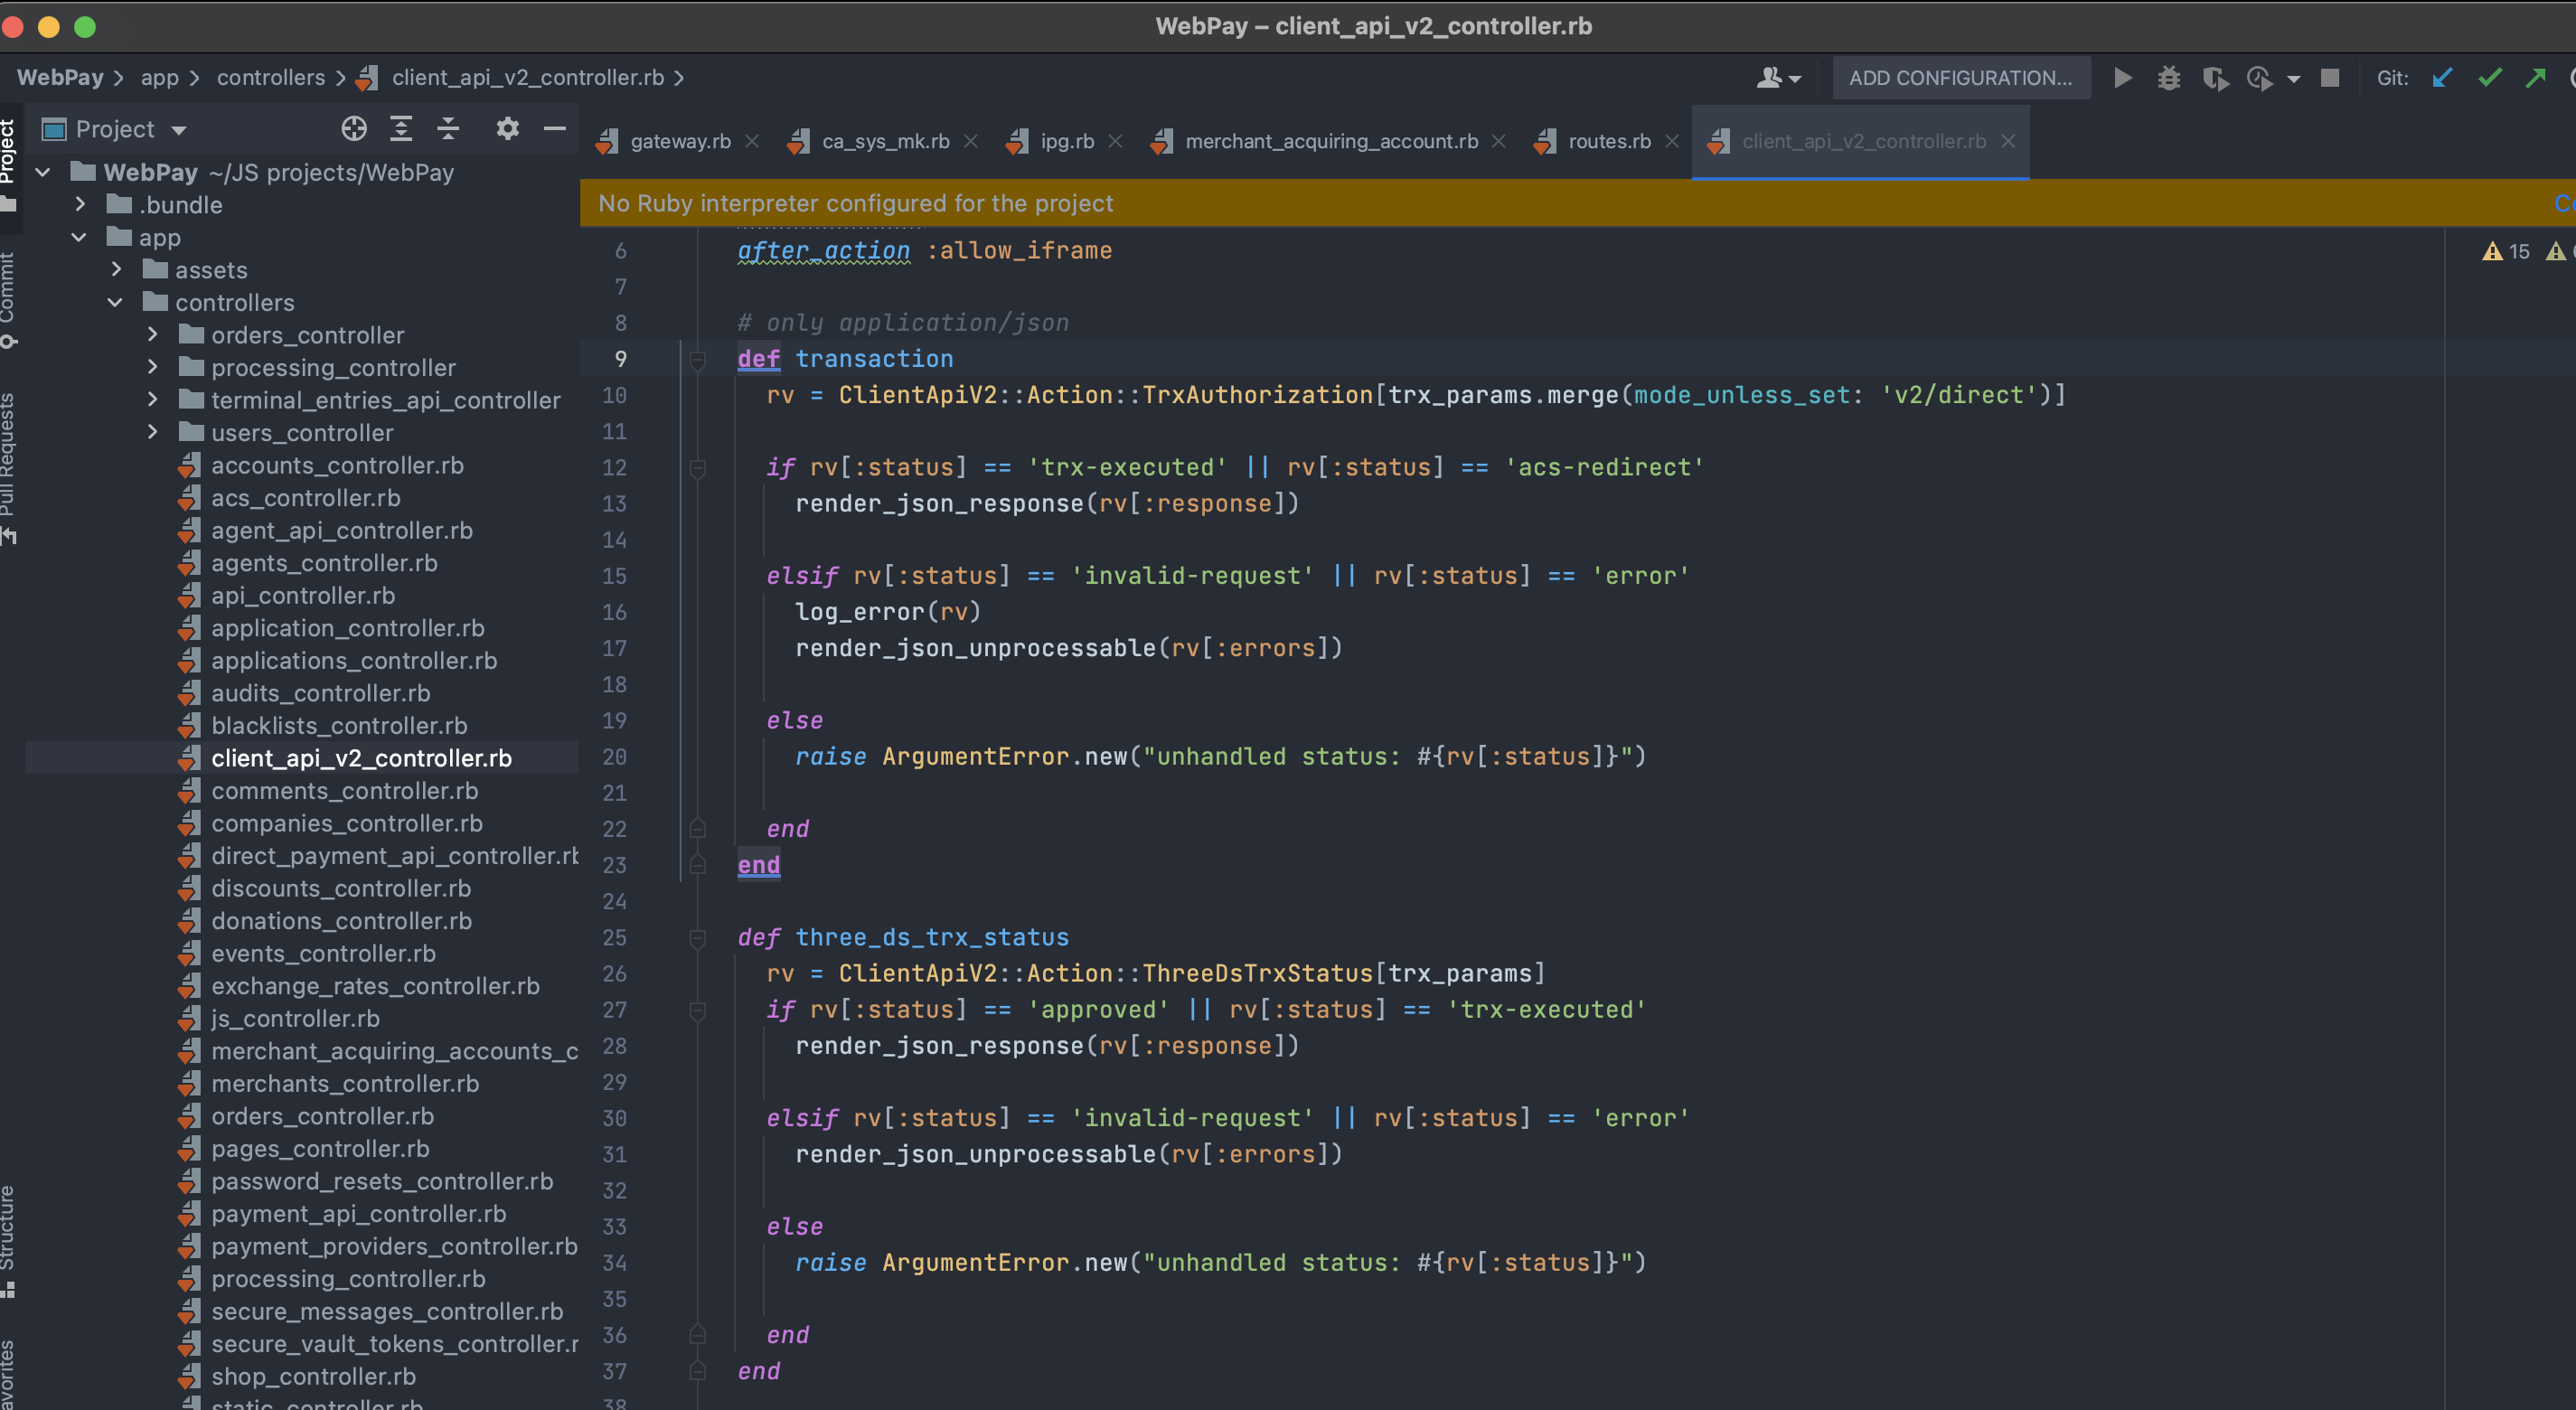 WebPay – client_api_v2_controller.rb
WebPay app controllers client_api_v2_controller.rb ADD CONFIGURATION... Git:
Project
Commit
Pull Requests
Structure
Project
WebPay ~/JS projects/WebPay
.bundle
app
assets
controllers
orders_controller
processing_controller
terminal_entries_api_controller
users_controller
accounts_controller.rb
acs_controller.rb
agent_api_controller.rb
agents_controller.rb
api_controller.rb
application_controller.rb
applications_controller.rb
audits_controller.rb
blacklists_controller.rb
client_api_v2_controller.rb
comments_controller.rb
companies_controller.rb
direct_payment_api_controller.rb
discounts_controller.rb
donations_controller.rb
events_controller.rb
exchange_rates_controller.rb
js_controller.rb
merchant_acquiring_accounts_c
merchants_controller.rb
orders_controller.rb
pages_controller.rb
password_resets_controller.rb
payment_api_controller.rb
payment_providers_controller.rb
processing_controller.rb
secure_messages_controller.rb
secure_vault_tokens_controller.r
shop_controller.rb
gateway.rb ca_sys_mk.rb ipg.rb merchant_acquiring_account.rb routes.rb client_api_v2_controller.rb
No Ruby interpreter configured for the project
15
6 after_action :allow_iframe
7
8 # only application/json
9 def transaction
10 rv = ClientApiV2::Action::TrxAuthorization[trx_params.merge(mode_unless_set: 'v2/direct')]
11
12 if rv[:status] == 'trx-executed' || rv[:status] == 'acs-redirect'
13 render_json_response(rv[:response])
14
15 elsif rv[:status] == 'invalid-request' || rv[:status] == 'error'
16 log_error(rv)
17 render_json_unprocessable(rv[:errors])
18
19 else
20 raise ArgumentError.new("unhandled status: #{rv[:status]}")
21
22 end
23 end
24
25 def three_ds_trx_status
26 rv = ClientApiV2::Action::ThreeDsTrxStatus[trx_params]
27 if rv[:status] == 'approved' || rv[:status] == 'trx-executed'
28 render_json_response(rv[:response])
29
30 elsif rv[:status] == 'invalid-request' || rv[:status] == 'error'
31 render_json_unprocessable(rv[:errors])
32
33 else
34 raise ArgumentError.new("unhandled status: #{rv[:status]}")
35
36 end
37 end
38